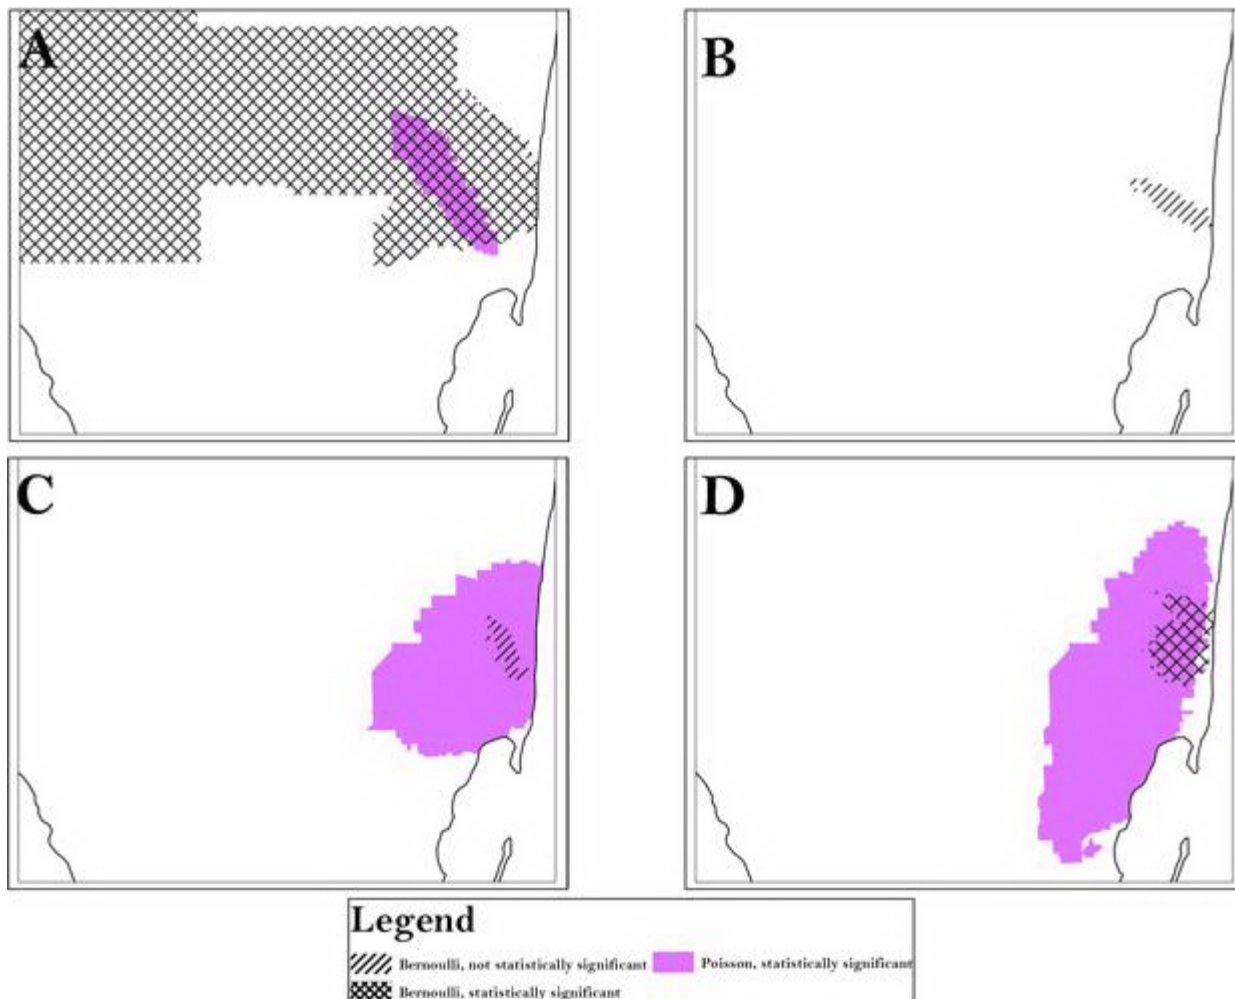 A
B
C
D
Legend
Bernoulli, not statistically significant
Poisson, statistically significant
Bernoulli, statistically significant